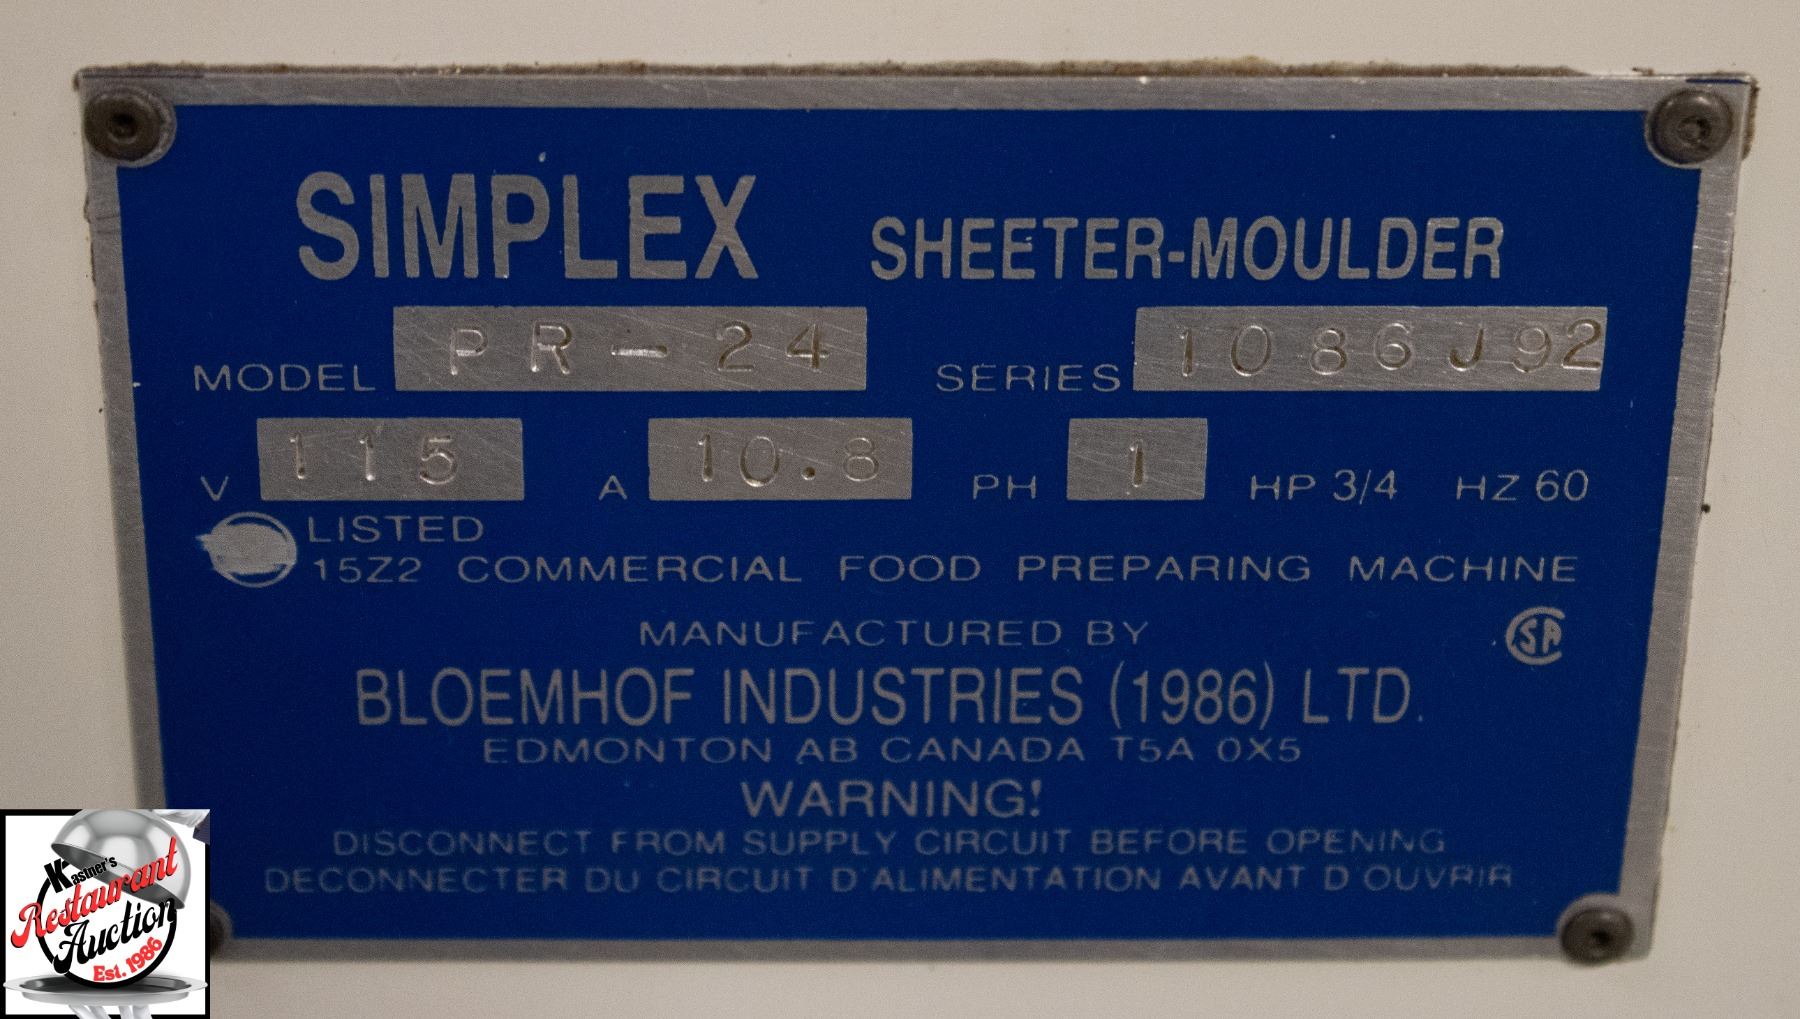 SIMPLEX SHEETER-MOULDER
MODEL PR-24 SERIES 1086J92
V 115 A 10.8 PH 1 HP 3/4 HZ 60
LISTED
15Z2 COMMERCIAL FOOD PREPARING MACHINE
MANUFACTURED BY
SA
BLOEMHOF INDUSTRIES (1986) LTD.
EDMONTON AB CANADA T5A 0X5
WARNING!
DISCONNECT FROM SUPPLY CIRCUIT BEFORE OPENING
DECONNECTER DU CIRCUIT D'ALIMENTATION AVANT D OUVRIR
Kastner's
Restaurant
Auction
Est. 1986